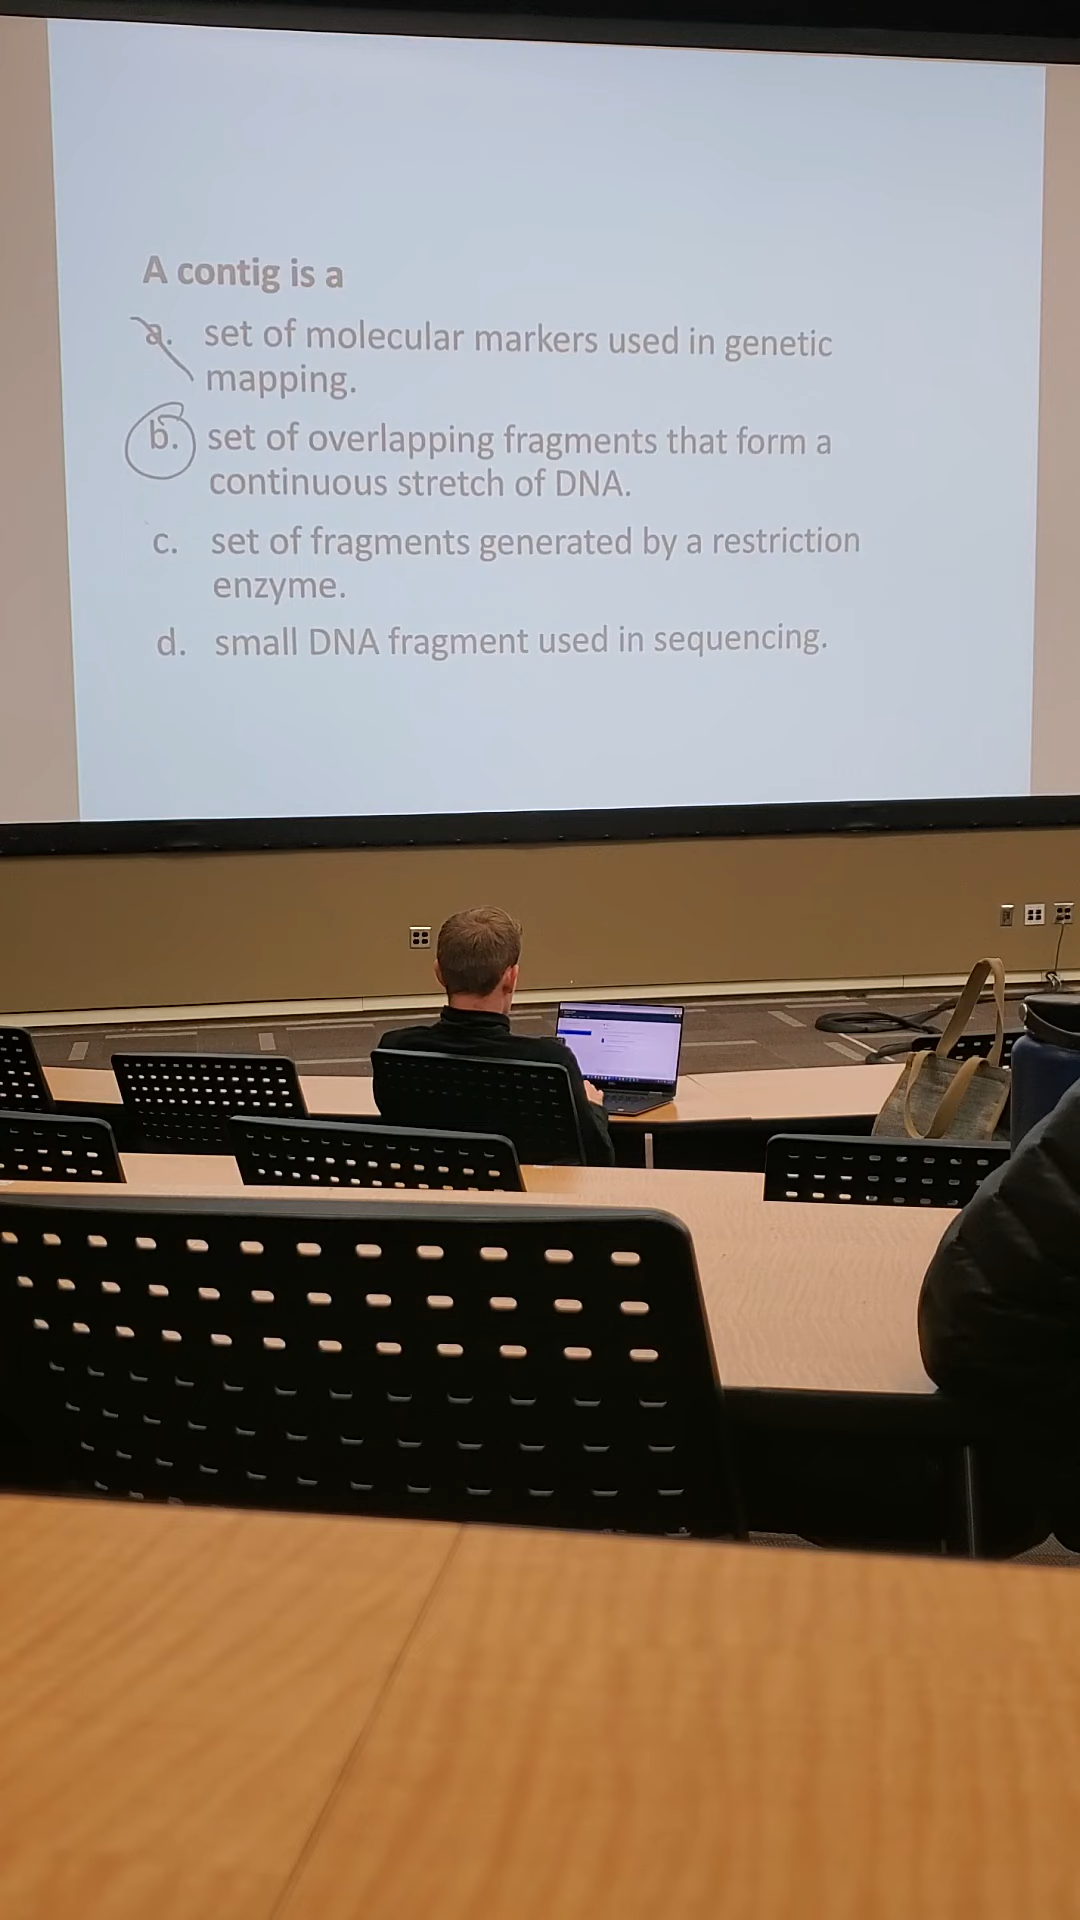 A contig is a
a. set of molecular markers used in genetic
mapping.
b. set of overlapping fragments that form a
continuous stretch of DNA.
c. set of fragments generated by a restriction
enzyme.
d. small DNA fragment used in sequencing.